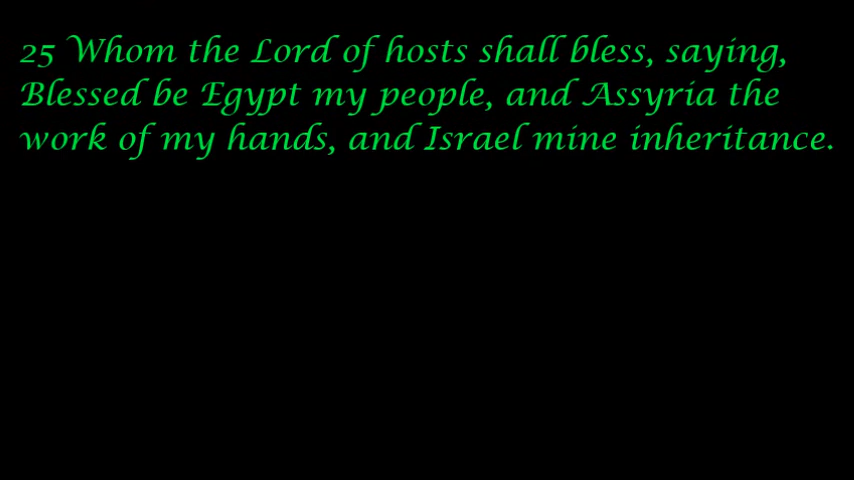 25 Whom the Lord of hosts shall bless, saying,
Blessed be Egypt my people, and Assyria the
work of my hands, and Israel mine inheritance.